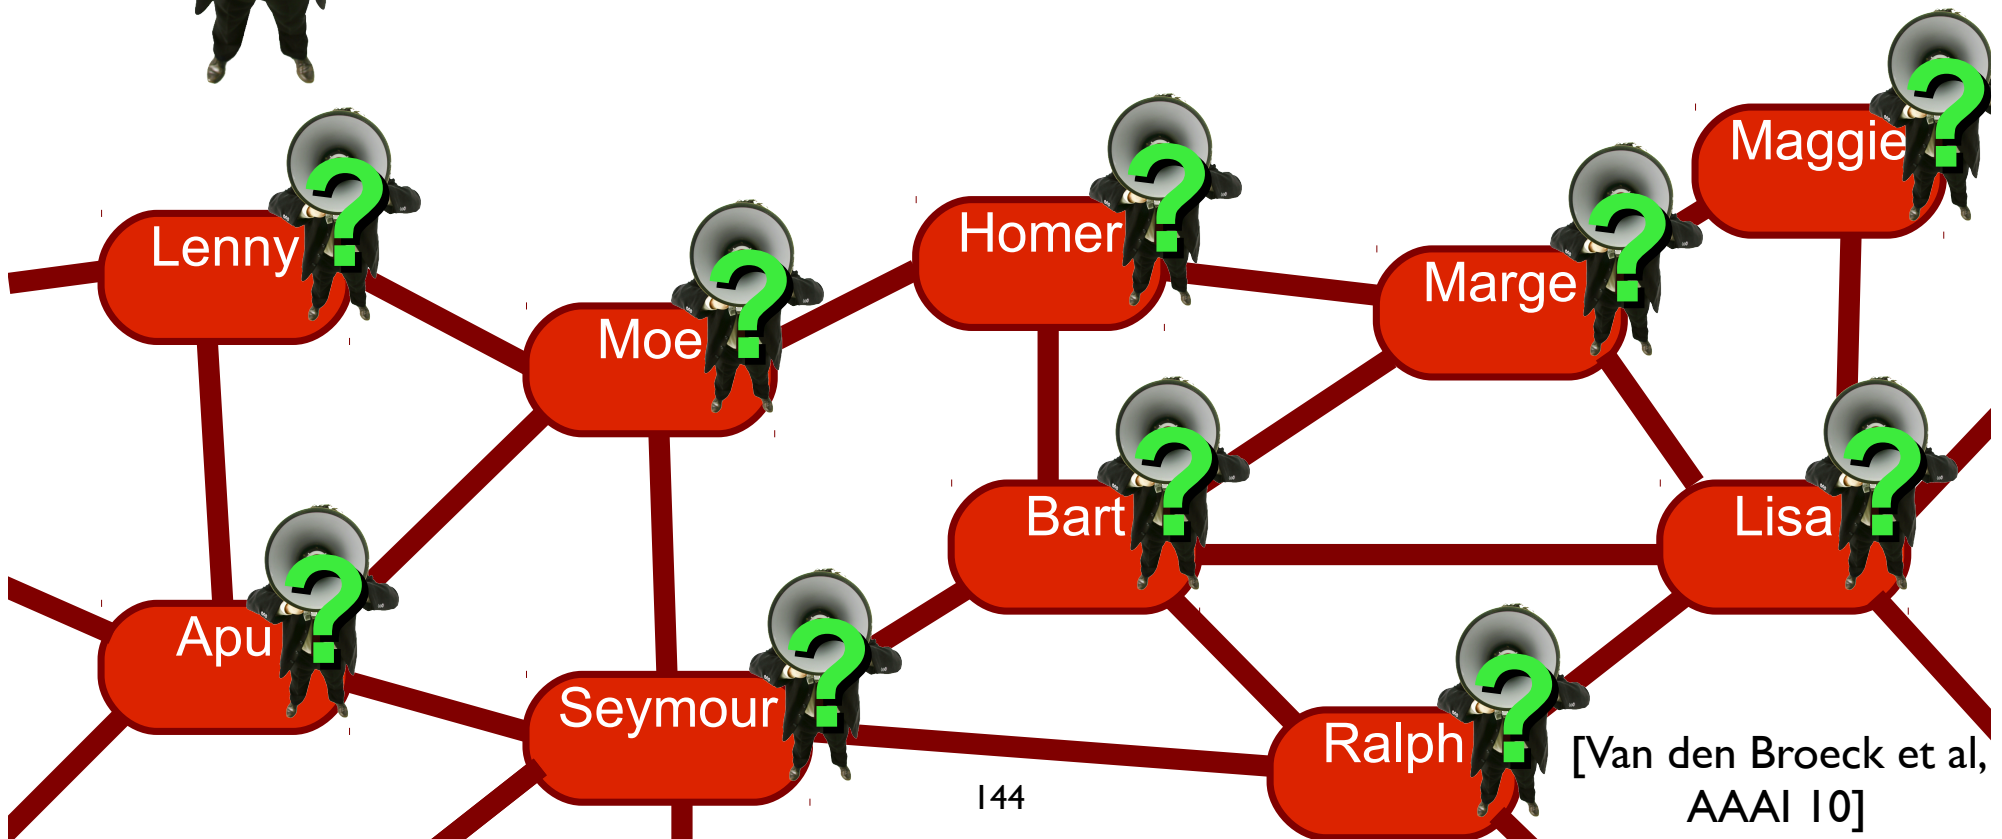 Maggie
Lenny
Homer
Marge
Moe
Bart
Lisa
Apu
Seymour
Ralph
[Van den Broeck et al,
AAAI 10]
144